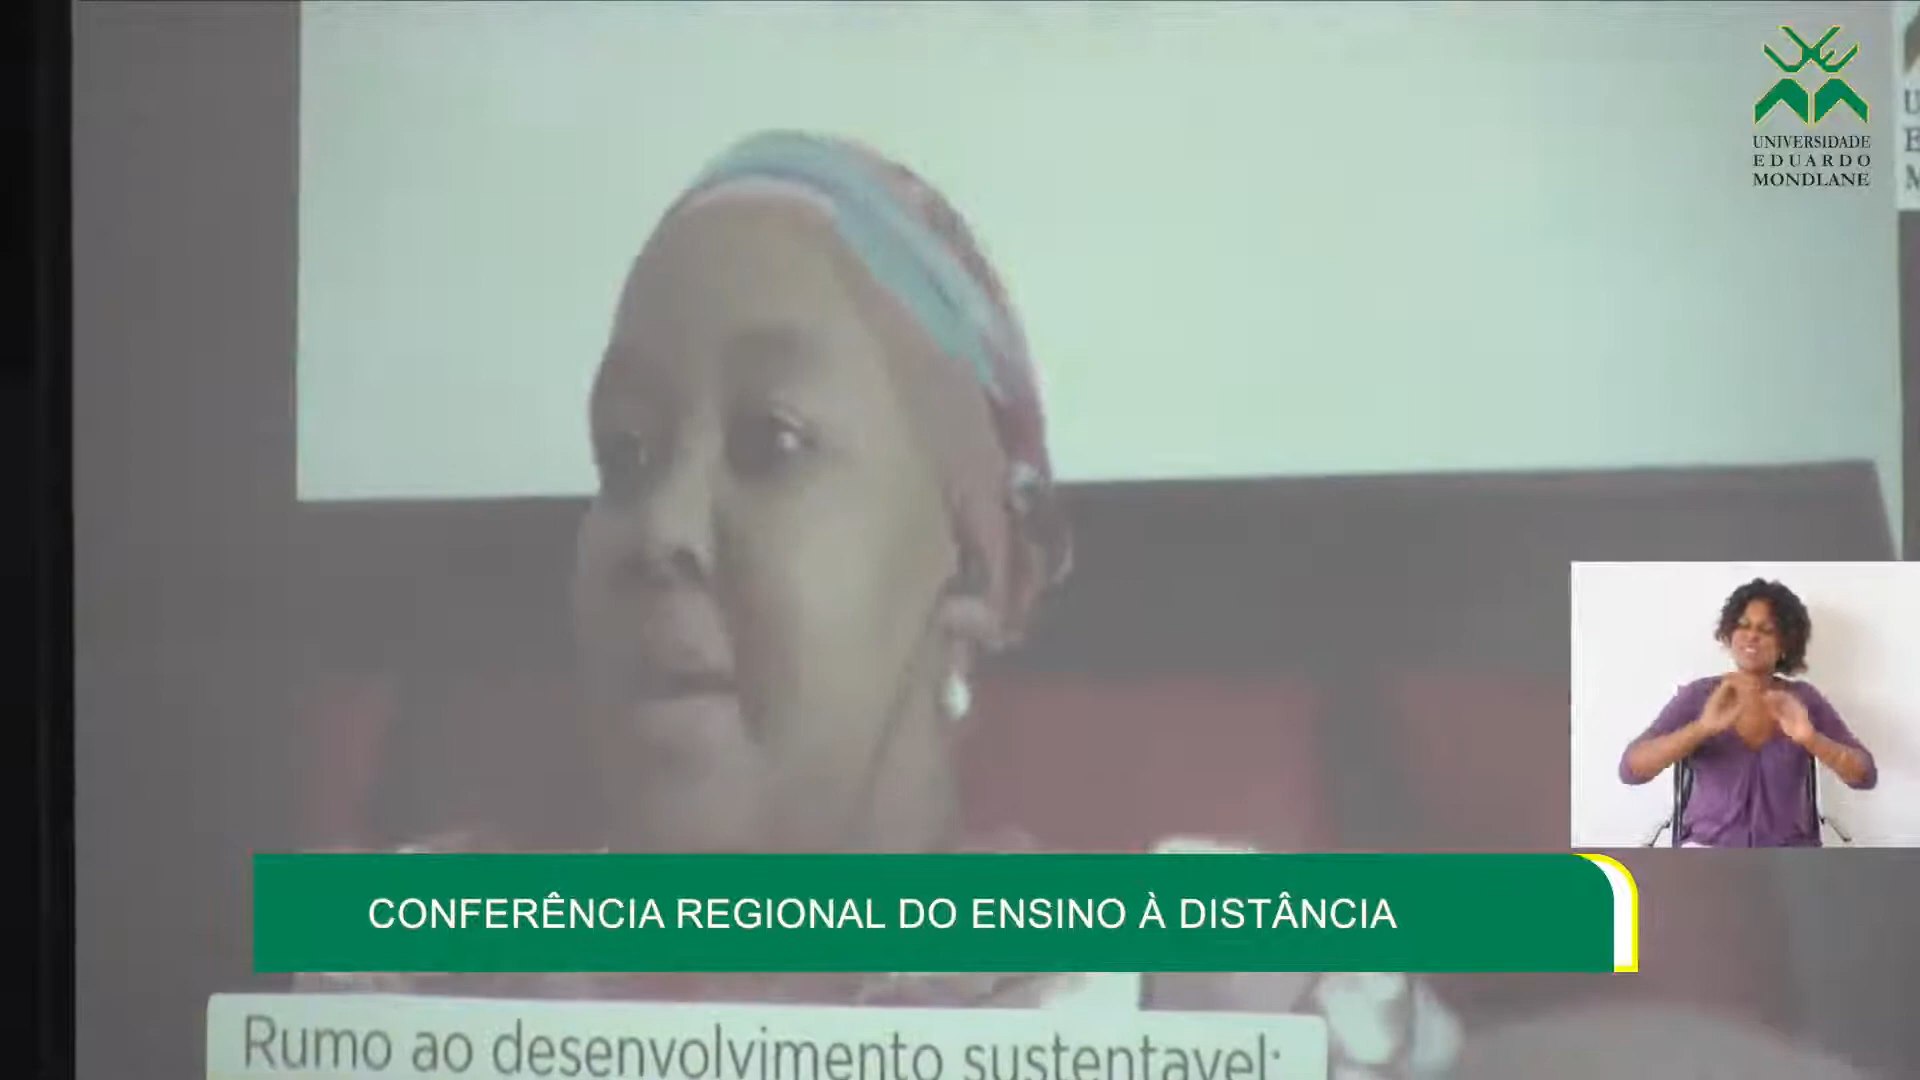 UNIVERSIDADE
EDUARDO
MONDLANE
U
E
M
CONFERÊNCIA REGIONAL DO ENSINO À DISTÂNCIA
Rumo ao desenvolvimento sustentavel: